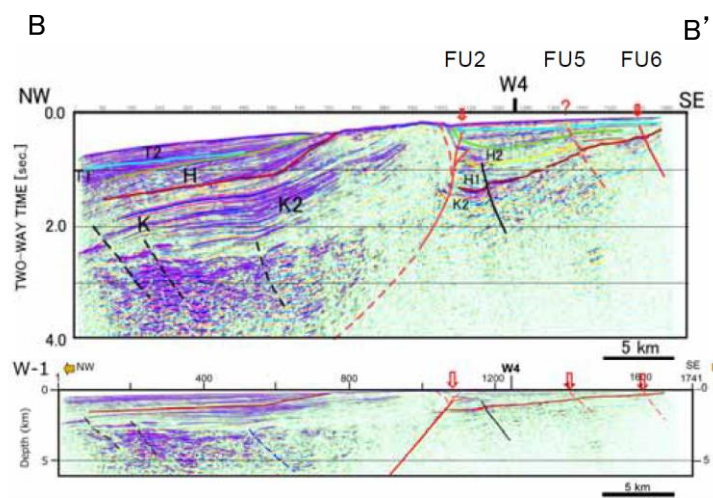 B B’
FU2 FU5 FU6
W4
NW SE
?
0.0
T2
T1
H
H2
H1
K2
K2
K
2.0
4.0
TWO-WAY TIME [sec.]
5 km
W-1 NW W4 SE
1 400 800 1200 1600 1741
0 0
5 5
Depth (km)
5 km